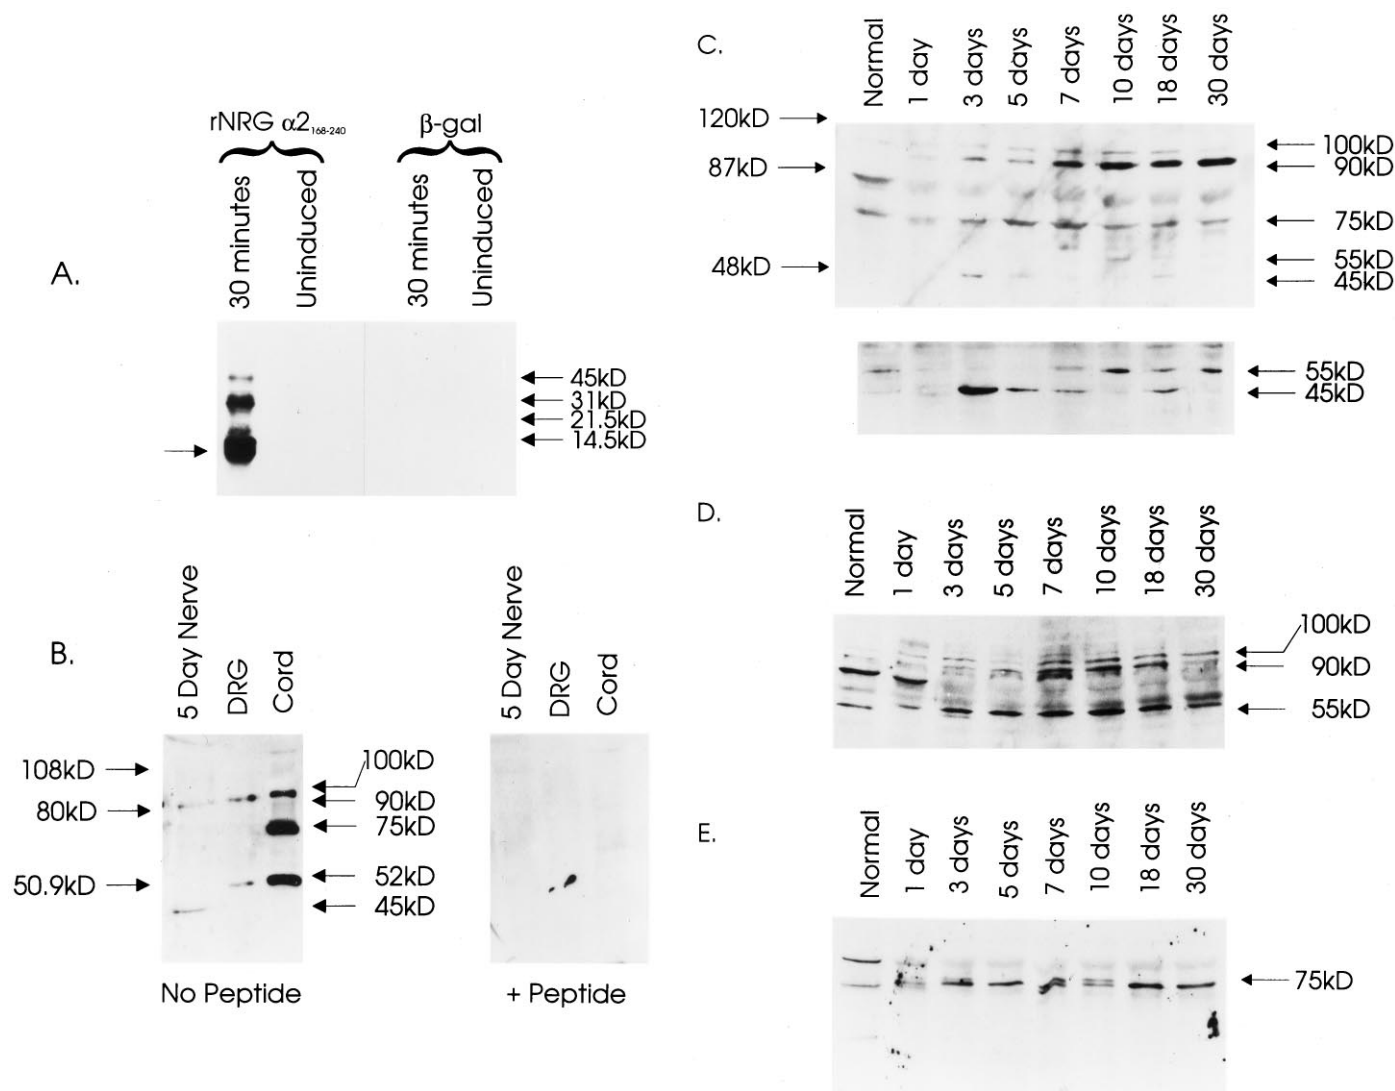 A.
rNRG α2₁₆₈₋₂₄₀
β-gal
30 minutes
Uninduced
30 minutes
Uninduced
45kD
31kD
21.5kD
14.5kD
B.
5 Day Nerve
DRG
Cord
5 Day Nerve
DRG
Cord
108kD
80kD
50.9kD
100kD
90kD
75kD
52kD
45kD
No Peptide
+ Peptide
C.
Normal
1 day
3 days
5 days
7 days
10 days
18 days
30 days
120kD
87kD
48kD
100kD
90kD
75kD
55kD
45kD
55kD
45kD
D.
Normal
1 day
3 days
5 days
7 days
10 days
18 days
30 days
100kD
90kD
55kD
E.
Normal
1 day
3 days
5 days
7 days
10 days
18 days
30 days
75kD